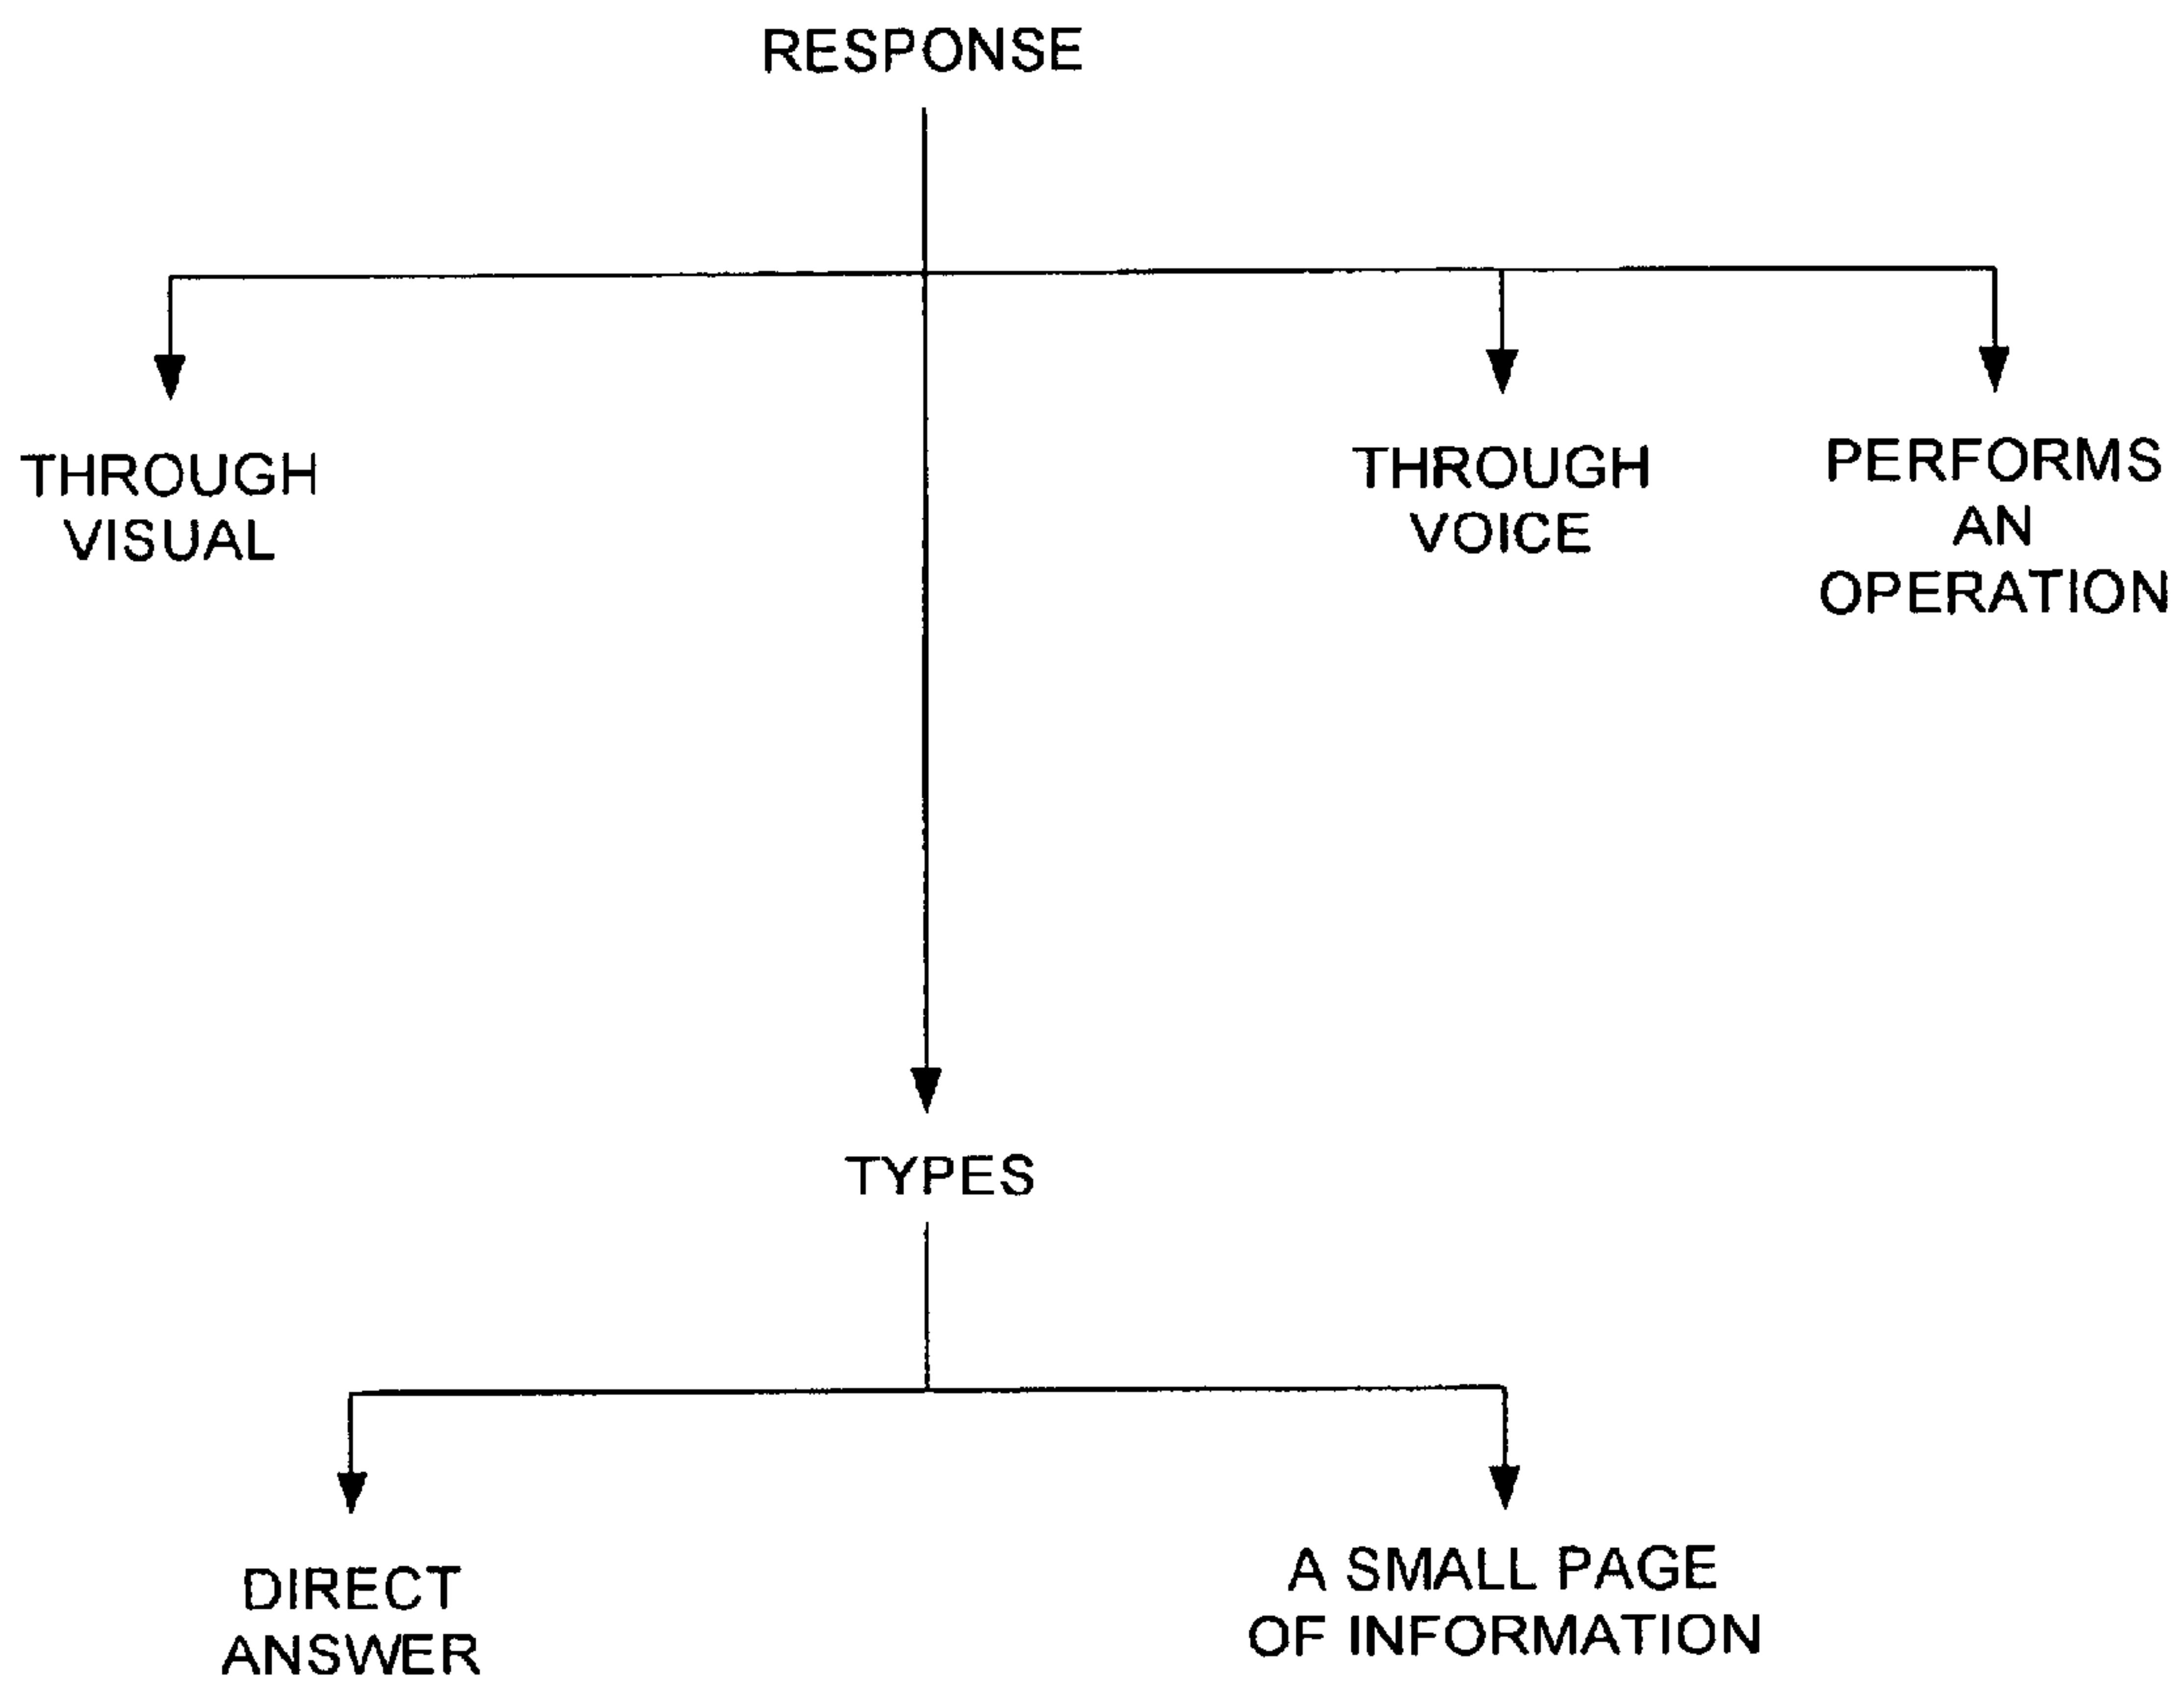 RESPONSE
THROUGH
VISUAL
THROUGH
VOICE
PERFORMS
AN
OPERATION
TYPES
DIRECT
ANSWER
A SMALL PAGE
OF INFORMATION